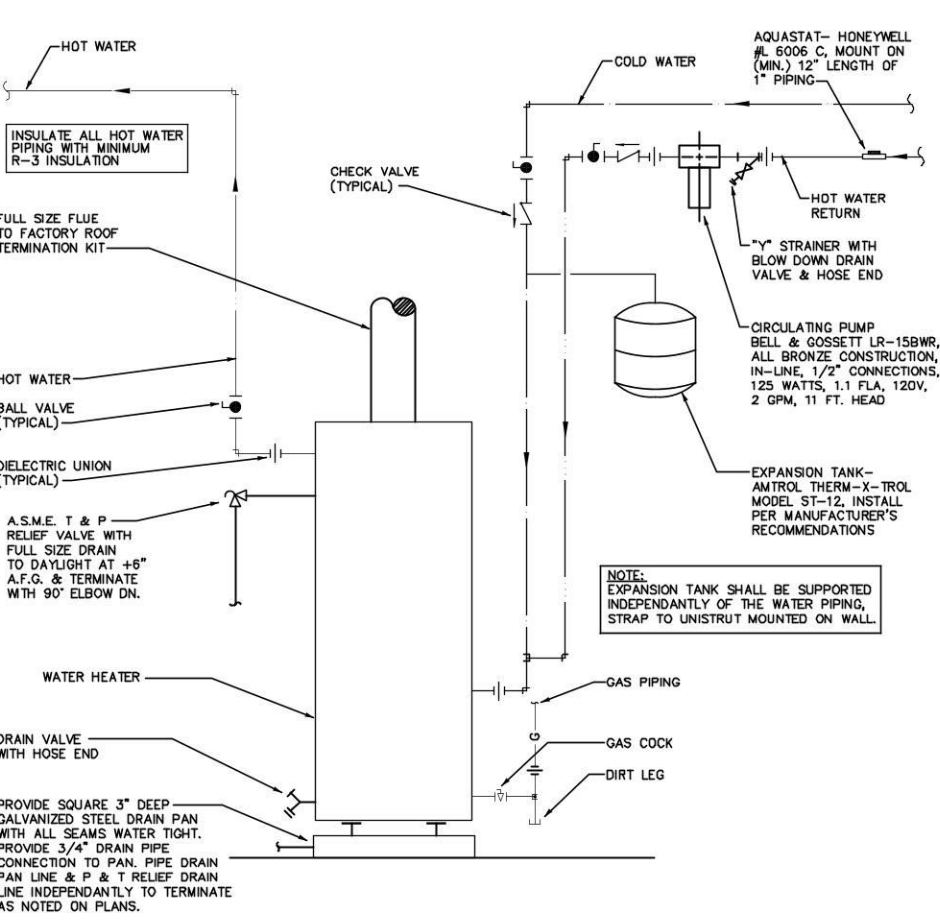 HOT WATER
INSULATE ALL HOT WATER
PIPING WITH MINIMUM
R-3 INSULATION
FULL SIZE FLUE
TO FACTORY ROOF
TERMINATION KIT
HOT WATER
BALL VALVE
(TYPICAL)
DIELECTRIC UNION
(TYPICAL)
A.S.M.E. T & P
RELIEF VALVE WITH
FULL SIZE DRAIN
TO DAYLIGHT AT +6"
A.F.G. & TERMINATE
WITH 90° ELBOW DN.
WATER HEATER
DRAIN VALVE
WITH HOSE END
PROVIDE SQUARE 3" DEEP
GALVANIZED STEEL DRAIN PAN
WITH ALL SEAMS WATER TIGHT.
PROVIDE 3/4" DRAIN PIPE
CONNECTION TO PAN. PIPE DRAIN
PAN LINE & P & T RELIEF DRAIN
LINE INDEPENDANTLY TO TERMINATE
AS NOTED ON PLANS.
CHECK VALVE
(TYPICAL)
COLD WATER
AQUASTAT- HONEYWELL
#L 6006 C, MOUNT ON
(MIN.) 12" LENGTH OF
1" PIPING
HOT WATER
RETURN
"Y" STRAINER WITH
BLOW DOWN DRAIN
VALVE & HOSE END
CIRCULATING PUMP
BELL & GOSSETT LR-15BWR,
ALL BRONZE CONSTRUCTION,
IN-LINE, 1/2" CONNECTIONS,
125 WATTS, 1.1 FLA, 120V,
2 GPM, 11 FT. HEAD
EXPANSION TANK-
AMTROL THERM-X-TROL
MODEL ST-12, INSTALL
PER MANUFACTURER'S
RECOMMENDATIONS
NOTE:
EXPANSION TANK SHALL BE SUPPORTED
INDEPENDANTLY OF THE WATER PIPING,
STRAP TO UNISTRUT MOUNTED ON WALL.
GAS PIPING
G
GAS COCK
DIRT LEG